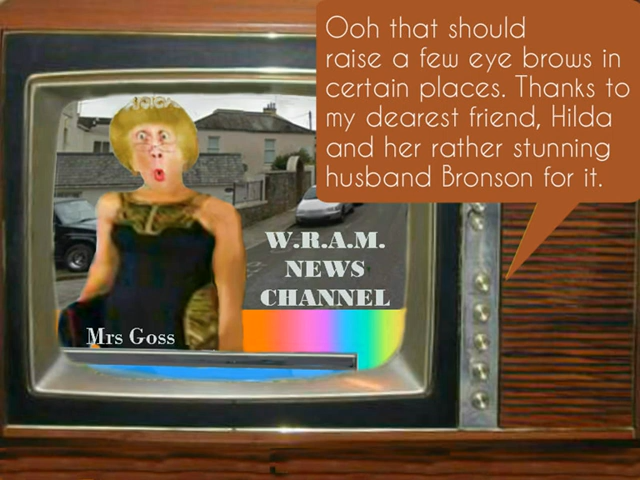 Ooh that should
raise a few eye brows in
certain places. Thanks to
my dearest friend, Hilda
and her rather stunning
husband Bronson for it.
W.R.A.M.
NEWS
CHANNEL
Mrs Goss